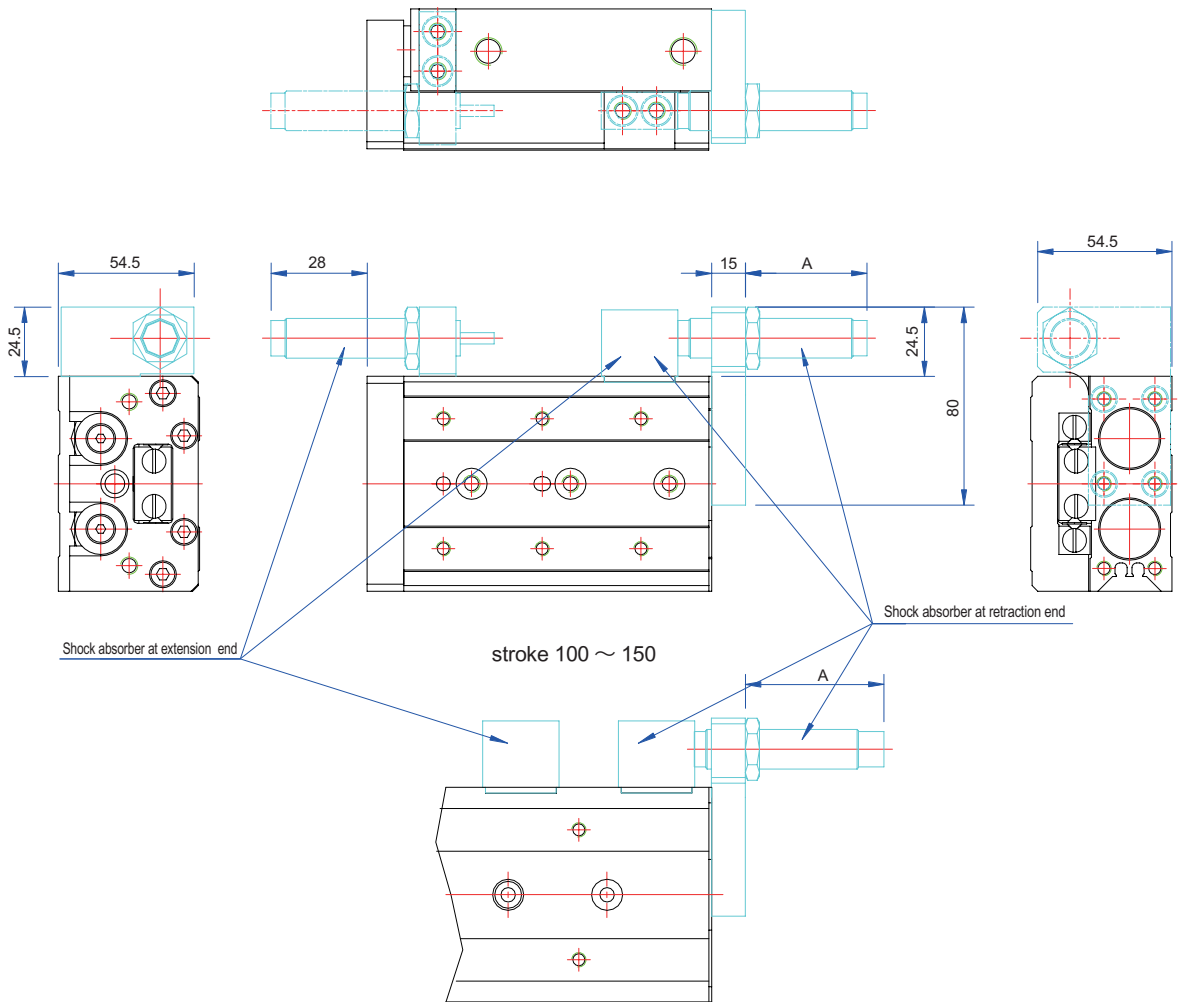 54.5
28
15
A
54.5
24.5
24.5
80
Shock absorber at extension end
Shock absorber at retraction end
stroke 100 ～ 150
A